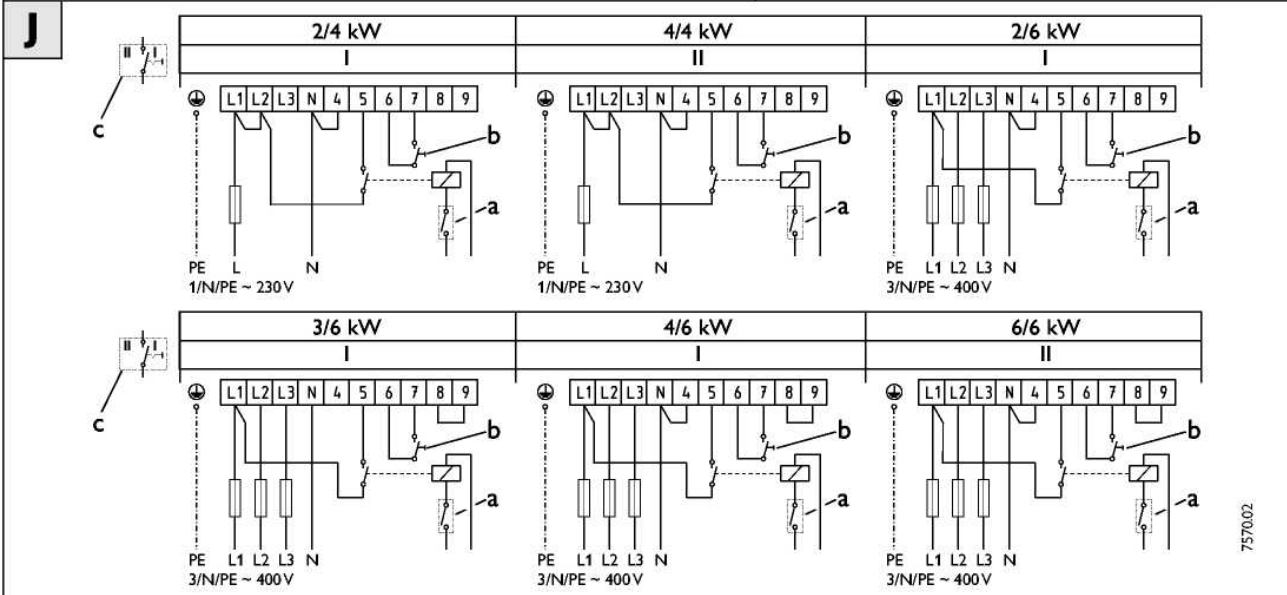 J
2/4 kW 4/4 kW 2/6 kW
II I I II I
c
L1 L2 L3 N 4 5 6 7 8 9 L1 L2 L3 N 4 5 6 7 8 9 L1 L2 L3 N 4 5 6 7 8 9
b b b
a a a
PE L N PE L N PE L1 L2 L3 N
1/N/PE ~ 230 V 1/N/PE ~ 230 V 3/N/PE ~ 400 V
3/6 kW 4/6 kW 6/6 kW
II I I I II
c
L1 L2 L3 N 4 5 6 7 8 9 L1 L2 L3 N 4 5 6 7 8 9 L1 L2 L3 N 4 5 6 7 8 9
b b b
a a a
PE L1 L2 L3 N PE L1 L2 L3 N PE L1 L2 L3 N
3/N/PE ~ 400 V 3/N/PE ~ 400 V 3/N/PE ~ 400 V
7570.02